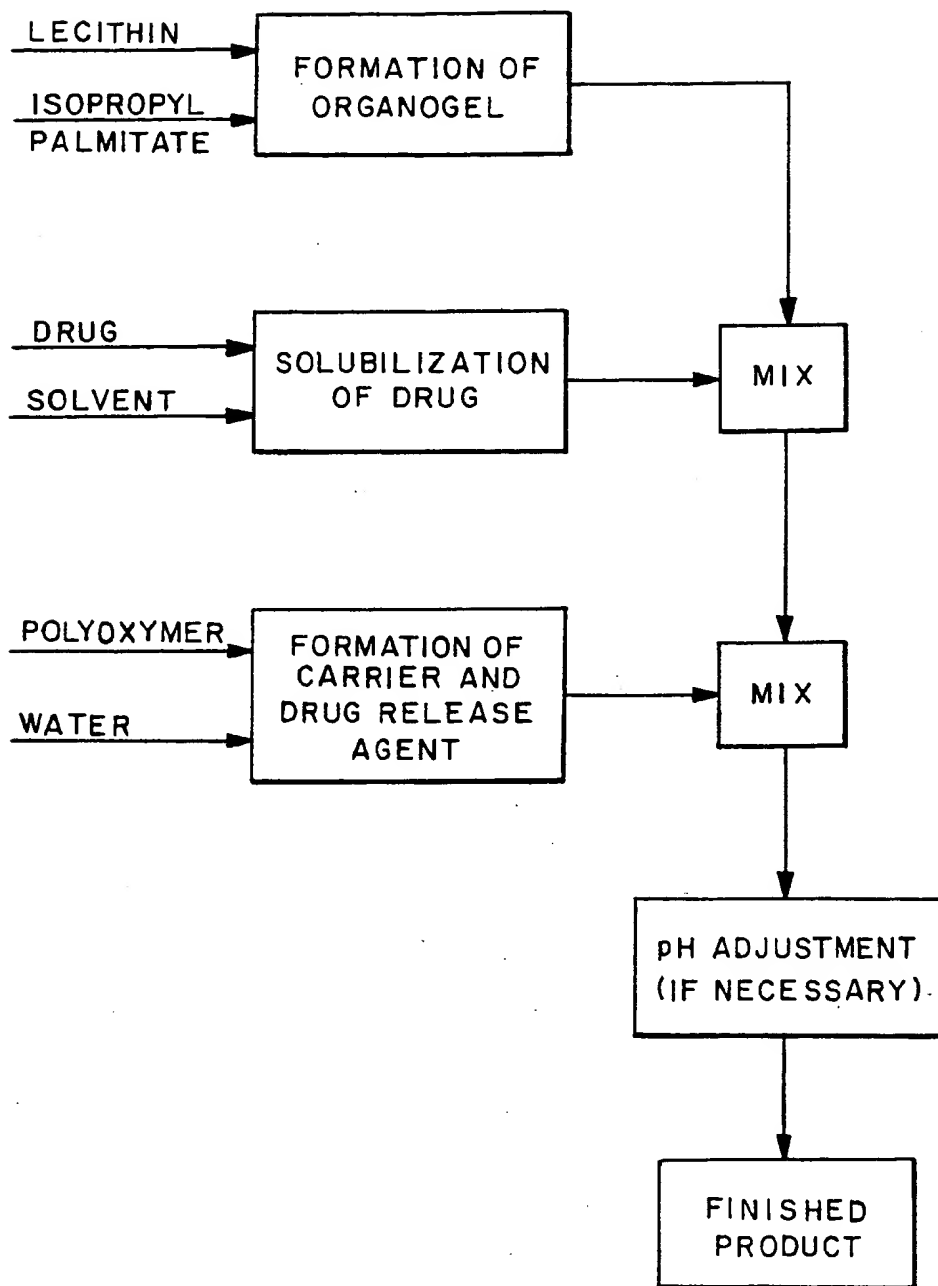 LECITHIN
ISOPROPYL
PALMITATE
FORMATION OF
ORGANOGEL
DRUG
SOLVENT
SOLUBILIZATION
OF DRUG
MIX
POLYOXYMER
WATER
FORMATION OF
CARRIER AND
DRUG RELEASE
AGENT
MIX
pH ADJUSTMENT
(IF NECESSARY)
FINISHED
PRODUCT